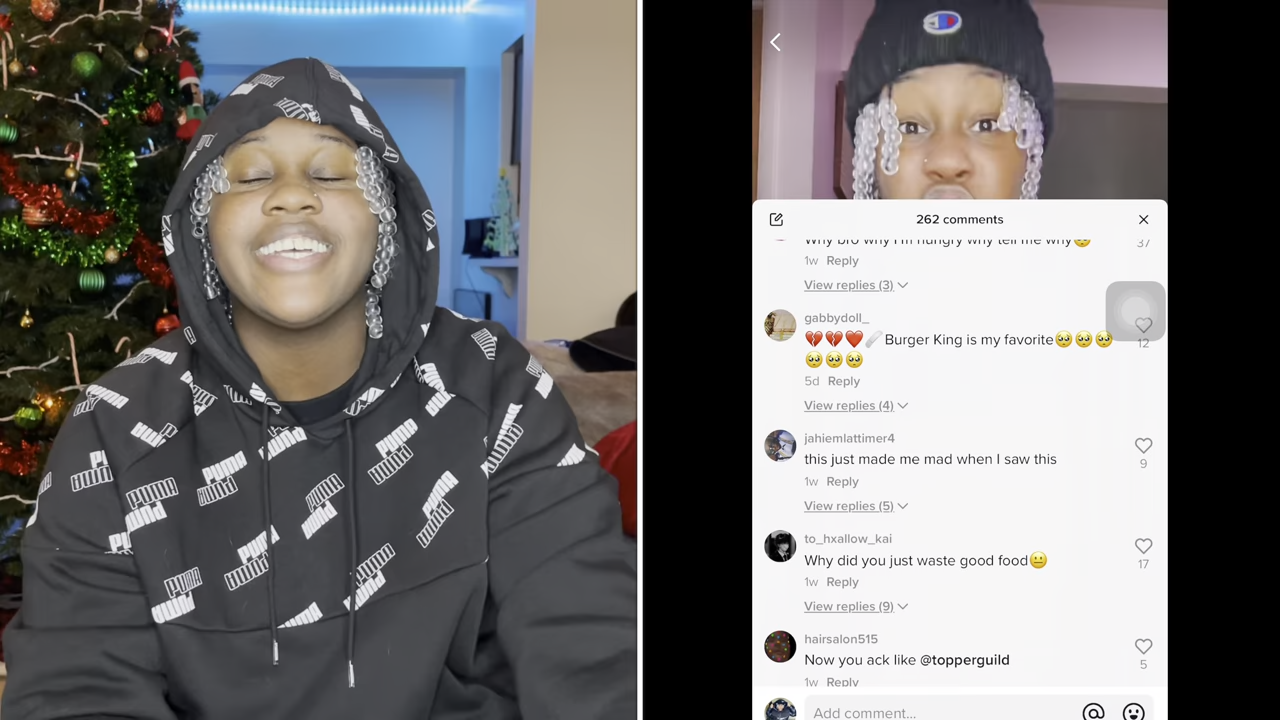 PUMA
262 comments
Why bro why I'm hungry why tell me why🥺
37
1w Reply
View replies (3)
gabbydoll_
💔💔❤️🩹Burger King is my favorite🥺🥺🥺
🥺🥺🥺
12
5d Reply
View replies (4)
jahiemlattimer4
this just made me mad when I saw this
9
1w Reply
View replies (5)
to_hxallow_kai
Why did you just waste good food😐
17
1w Reply
View replies (9)
hairsalon515
Now you ack like @topperguild
5
1w Reply
Add comment...